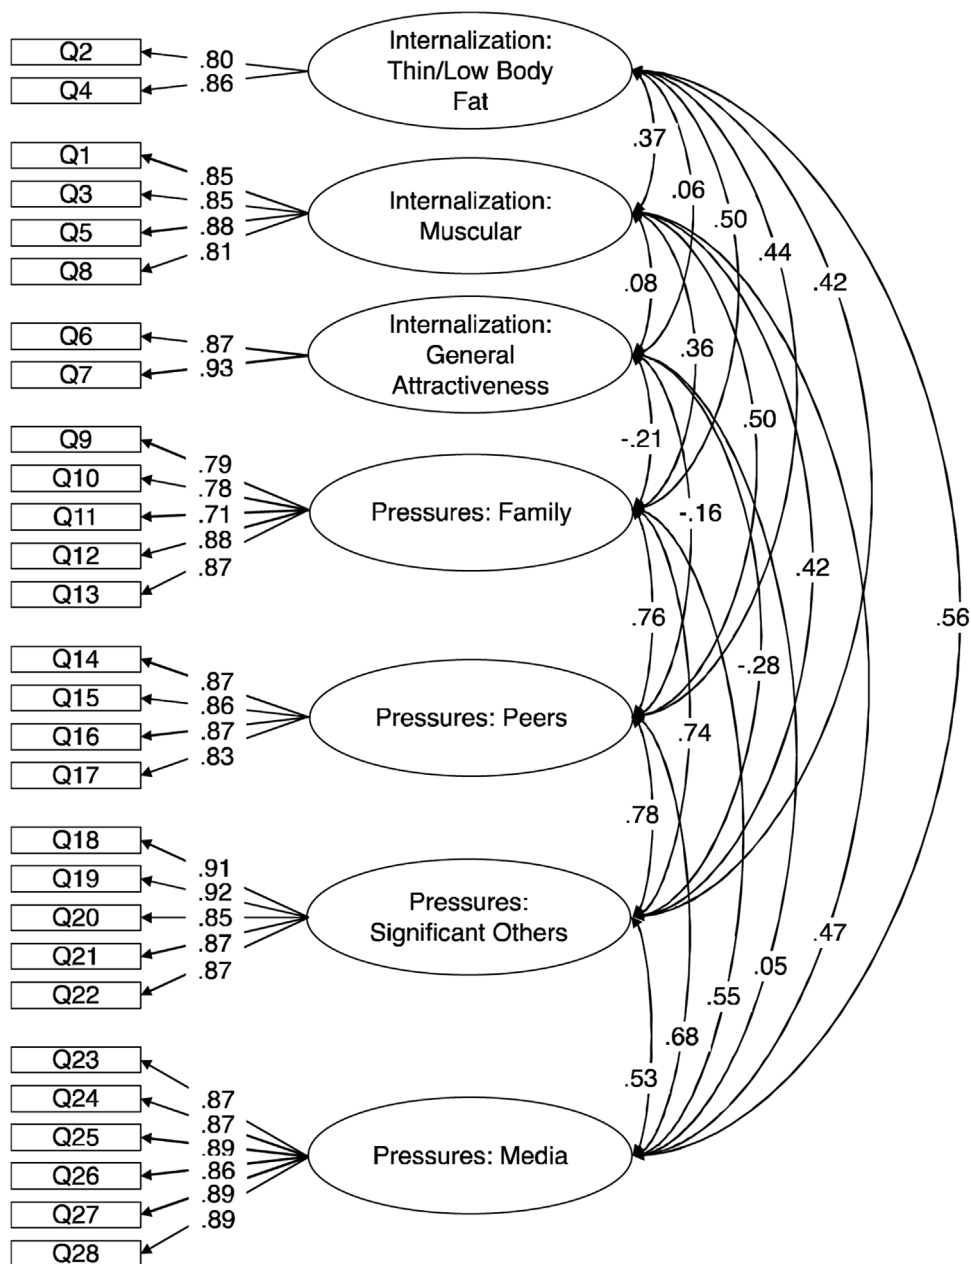 Q2
Q4
.80
.86
Internalization:
Thin/Low Body
Fat
Q1
Q3
Q5
Q8
.85
.85
.88
.81
Internalization:
Muscular
Q6
Q7
.87
.93
Internalization:
General
Attractiveness
Q9
Q10
Q11
Q12
Q13
.79
.78
.71
.88
.87
Pressures: Family
Q14
Q15
Q16
Q17
.87
.86
.87
.83
Pressures: Peers
Q18
Q19
Q20
Q21
Q22
.91
.92
.85
.87
.87
Pressures:
Significant Others
Q23
Q24
Q25
Q26
Q27
Q28
.87
.87
.89
.86
.89
.89
Pressures: Media
.37
.06
.50
.44
.42
.08
.36
.50
-.21
-.16
.42
.56
.76
-.28
.74
.78
.47
.05
.55
.68
.53